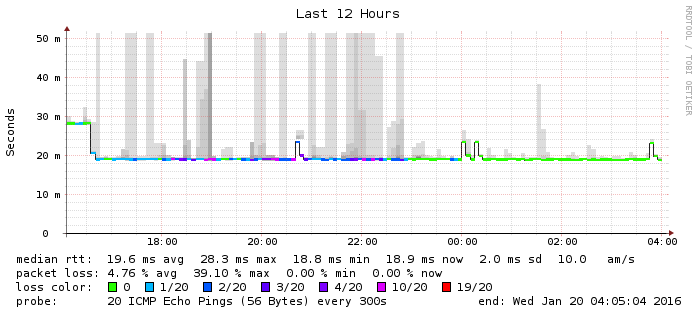 Last 12 Hours
RRDTOOL / TOBI OETIKER
Seconds
50 m
40 m
30 m
20 m
10 m
0
18:00 20:00 22:00 00:00 02:00 04:00
median rtt: 19.6 ms avg 28.3 ms max 18.8 ms min 18.9 ms now 2.0 ms sd 10.0 am/s
packet loss: 4.76 % avg 39.10 % max 0.00 % min 0.00 % now
loss color: 0 1/20 2/20 3/20 4/20 10/20 19/20
probe: 20 ICMP Echo Pings (56 Bytes) every 300s end: Wed Jan 20 04:05:04 2016